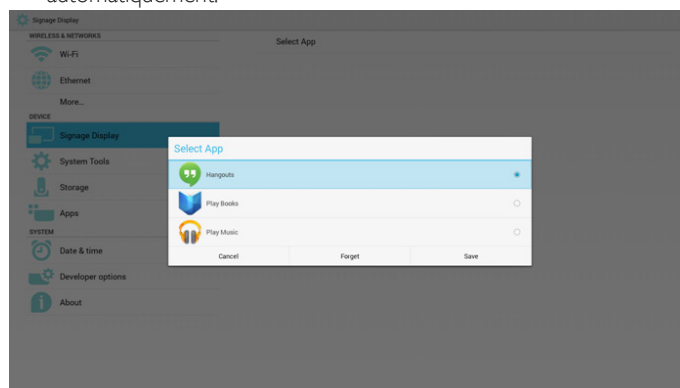 automatiquement.
Signage Display
WIRELESS & NETWORKS
Select App
Wi-Fi
Ethernet
More...
DEVICE
Signage Display
System Tools
Storage
Apps
SYSTEM
Date & time
Developer options
About
Select App
Hangouts
Play Books
Play Music
Cancel Forget Save